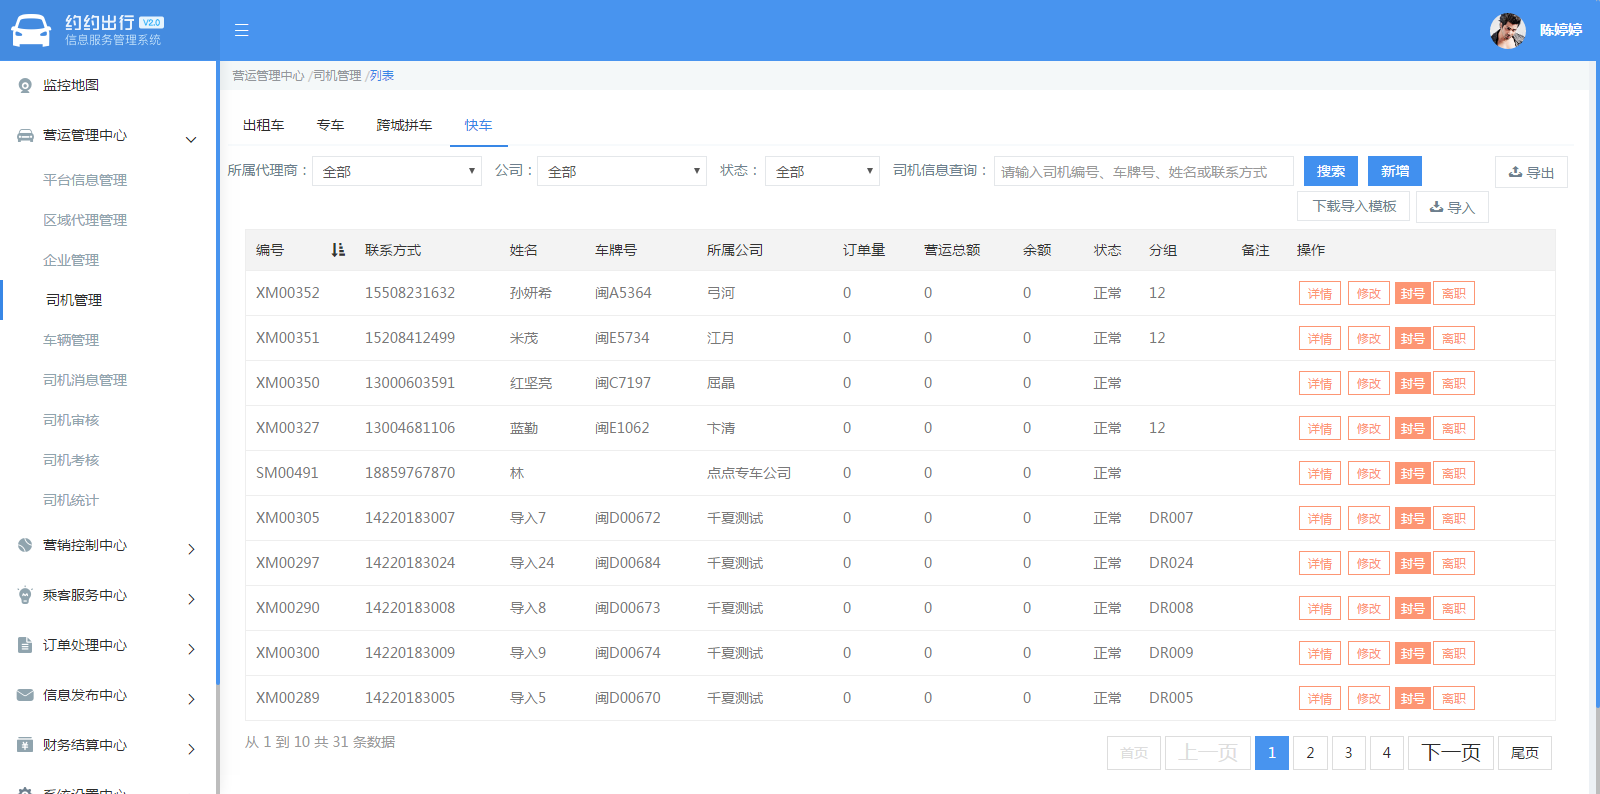 约约出行 V2.0
信息服务管理系统
陈婷婷
监控地图
营运管理中心
平台信息管理
区域代理管理
企业管理
司机管理
车辆管理
司机消息管理
司机审核
司机考核
司机统计
营销控制中心
乘客服务中心
订单处理中心
信息发布中心
财务结算中心
系统设置中心
营运管理中心 /司机管理 /列表
出租车 专车 跨城拼车 快车
所属代理商： 全部 公司： 全部 状态： 全部 司机信息查询： 请输入司机编号、车牌号、姓名或联系方式 搜索 新增 导出
下载导入模板 导入
编号 联系方式 姓名 车牌号 所属公司 订单量 营运总额 余额 状态 分组 备注 操作
XM00352 15508231632 孙妍希 闽A5364 弓河 0 0 0 正常 12 详情 修改 封号 离职
XM00351 15208412499 米茂 闽E5734 江月 0 0 0 正常 12 详情 修改 封号 离职
XM00350 13000603591 红坚亮 闽C7197 屈晶 0 0 0 正常 详情 修改 封号 离职
XM00327 13004681106 蓝勤 闽E1062 卞清 0 0 0 正常 12 详情 修改 封号 离职
SM00491 18859767870 林 点点专车公司 0 0 0 正常 详情 修改 封号 离职
XM00305 14220183007 导入7 闽D00672 千夏测试 0 0 0 正常 DR007 详情 修改 封号 离职
XM00297 14220183024 导入24 闽D00684 千夏测试 0 0 0 正常 DR024 详情 修改 封号 离职
XM00290 14220183008 导入8 闽D00673 千夏测试 0 0 0 正常 DR008 详情 修改 封号 离职
XM00300 14220183009 导入9 闽D00674 千夏测试 0 0 0 正常 DR009 详情 修改 封号 离职
XM00289 14220183005 导入5 闽D00670 千夏测试 0 0 0 正常 DR005 详情 修改 封号 离职
从 1 到 10 共 31 条数据
首页 上一页 1 2 3 4 下一页 尾页